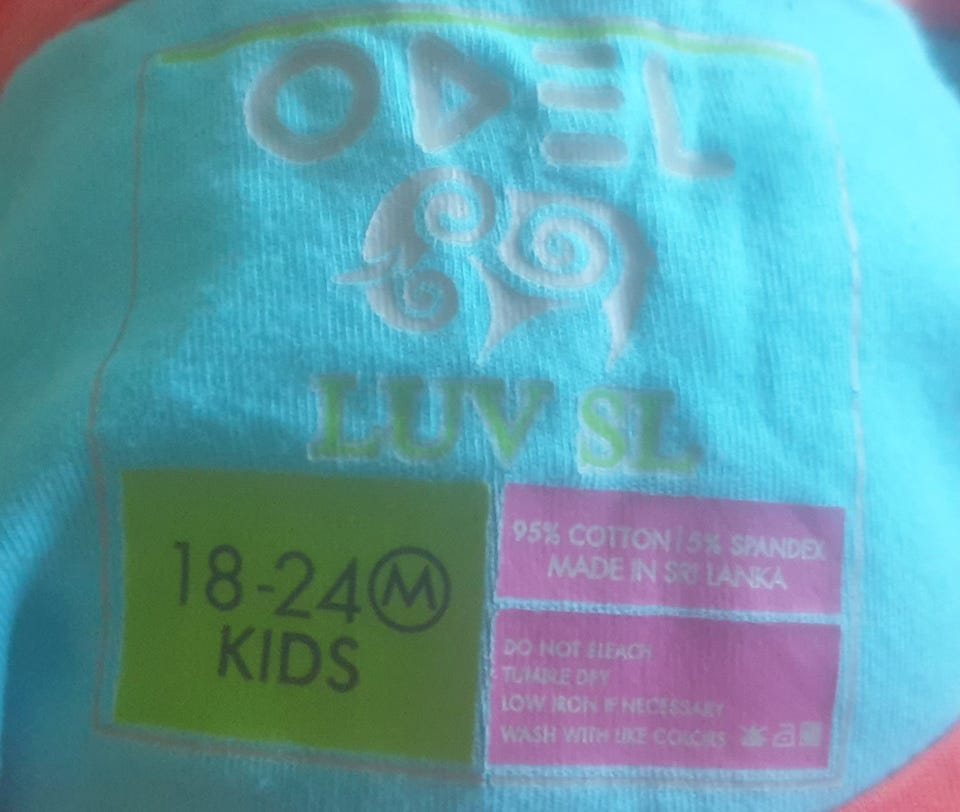 ODEL
LUV SL
18-24 M
KIDS
95% COTTON | 5% SPANDEX
MADE IN SRI LANKA
DO NOT BLEACH
TUMBLE DRY
LOW IRON IF NECESSARY
WASH WITH LIKE COLORS